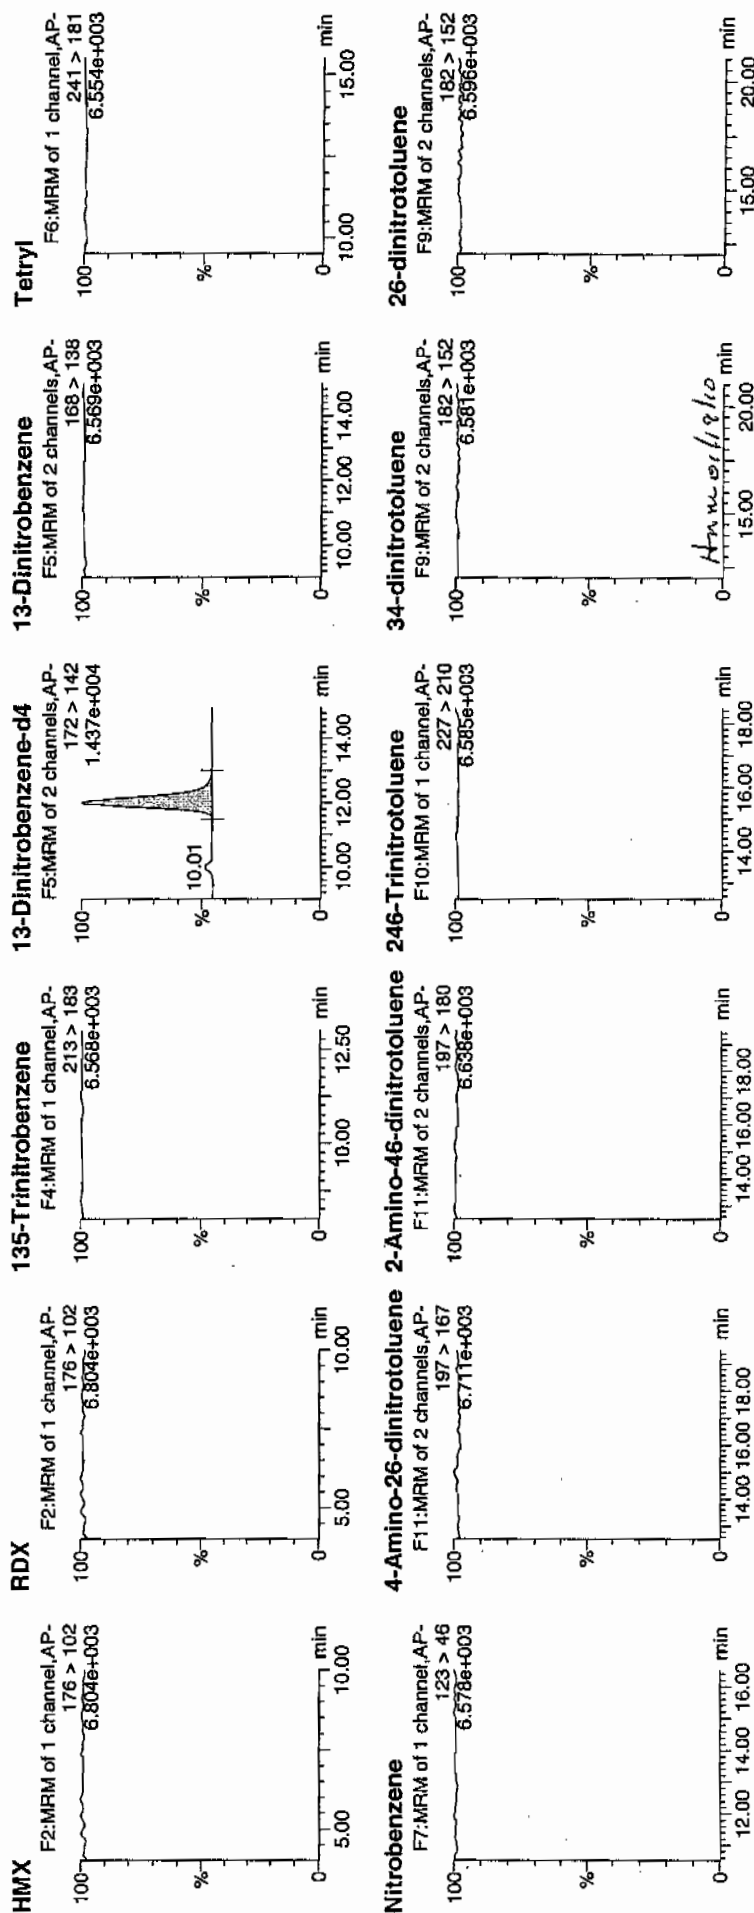 HMX
F2:MRM of 1 channel,AP-
176 > 102
6.804e+003
100
%
0
5.00 10.00 min
RDX
F2:MRM of 1 channel,AP-
176 > 102
6.804e+003
100
%
0
5.00 10.00 min
135-Trinitrobenzene
F4:MRM of 1 channel,AP-
213 > 183
6.568e+003
100
%
0
10.00 12.50 min
13-Dinitrobenzene-d4
F5:MRM of 2 channels,AP-
172 > 142
1.437e+004
100
10.01
%
0
10.00 12.00 14.00 min
13-Dinitrobenzene
F5:MRM of 2 channels,AP-
168 > 138
6.569e+003
100
%
0
10.00 12.00 14.00 min
Tetryl
F6:MRM of 1 channel,AP-
241 > 181
6.554e+003
100
%
0
10.00 15.00 min
Nitrobenzene
F7:MRM of 1 channel,AP-
123 > 46
6.578e+003
100
%
0
12.00 14.00 16.00 min
4-Amino-26-dinitrotoluene
F11:MRM of 2 channels,AP-
197 > 167
6.711e+003
100
%
0
14.00 16.00 18.00 min
2-Amino-46-dinitrotoluene
F11:MRM of 2 channels,AP-
197 > 180
6.638e+003
100
%
0
14.00 16.00 18.00 min
246-Trinitrotoluene
F10:MRM of 1 channel,AP-
227 > 210
6.585e+003
100
%
0
14.00 16.00 18.00 min
34-dinitrotoluene
F9:MRM of 2 channels,AP-
182 > 152
6.581e+003
100
%
0
15.00 20.00 min
26-dinitrotoluene
F9:MRM of 2 channels,AP-
182 > 152
6.596e+003
100
%
0
15.00 20.00 min